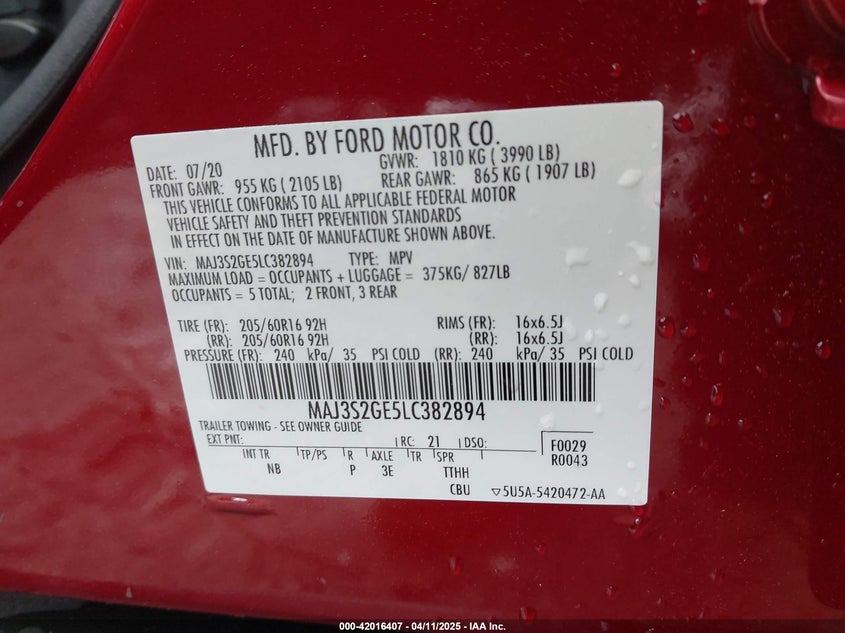 MFD. BY FORD MOTOR CO.
DATE: 07/20 GVWR: 1810 KG ( 3990 LB)
FRONT GAWR: 955 KG ( 2105 LB) REAR GAWR: 865 KG ( 1907 LB)
THIS VEHICLE CONFORMS TO ALL APPLICABLE FEDERAL MOTOR
VEHICLE SAFETY AND THEFT PREVENTION STANDARDS
IN EFFECT ON THE DATE OF MANUFACTURE SHOWN ABOVE.
VIN: MAJ3S2GE5LC382894 TYPE: MPV
MAXIMUM LOAD = OCCUPANTS + LUGGAGE = 375KG/ 827LB
OCCUPANTS = 5 TOTAL; 2 FRONT, 3 REAR
TIRE (FR): 205/60R16 92H RIMS (FR): 16x6.5J
(RR): 205/60R16 92H (RR): 16x6.5J
PRESSURE (FR): 240 kPa/ 35 PSI COLD (RR): 240 kPa/ 35 PSI COLD
MAJ3S2GE5LC382894
TRAILER TOWING - SEE OWNER GUIDE
EXT PNT: RC: 21 DSO: F0029
INT TR TP/PS R AXLE TR SPR R0043
NB P 3E TTHH
CBU ▽5U5A-5420472-AA
000-42016407 - 04/11/2025 - IAA Inc.